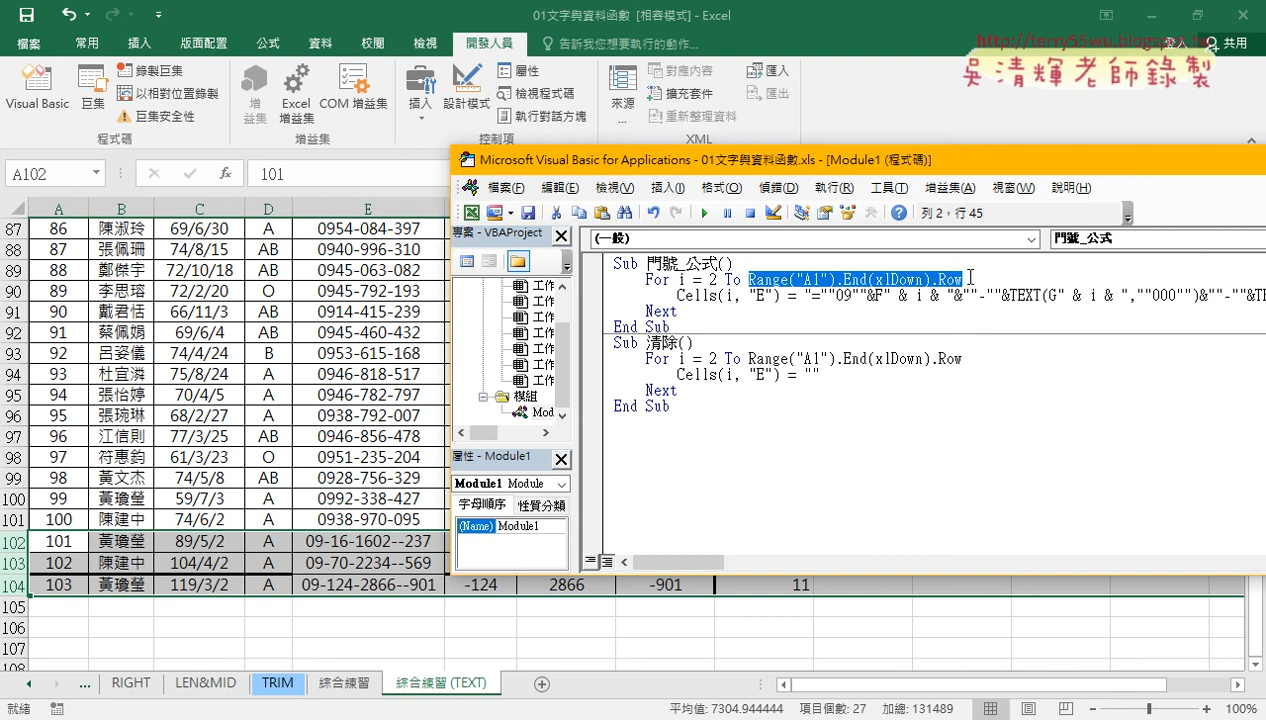 01文字與資料函數 [相容模式] - Excel
http://terry55wu.blogspot.tw
吳清輝老師錄製
檔案 常用 插入 版面配置 公式 資料 校閱 檢視 開發人員 告訴我您想要執行的動作... 登入 共用
Visual Basic 巨集 錄製巨集 以相對位置錄製 巨集安全性 增益集 Excel 增益集 COM 增益集 插入 設計模式 屬性 檢視程式碼 執行對話方塊 來源 ... 對應內容 擴充套件 重新整理資料 匯入 匯出
程式碼 增益集 控制項 XML
A102 fx 101
Microsoft Visual Basic for Applications - 01文字與資料函數.xls - [Module1 (程式碼)]
檔案(F) 編輯(E) 檢視(V) 插入(I) 格式(O) 偵錯(D) 執行(R) 工具(T) 增益集(A) 視窗(W) 說明(H)
列 2，行 45
專案 - VBAProject
(一般) 門號_公式
工作
工作
工作
工作
工作
工作
工作
模組
Mod
屬性 - Module1
Module1 Module
字母順序 性質分類
(Name) Module1
Sub 門號_公式()
For i = 2 To Range("A1").End(xlDown).Row
Cells(i, "E") = "=""09""&F" & i & "&""-""&TEXT(G" & i & ",""000"")&""-""&TE
Next
End Sub
Sub 清除()
For i = 2 To Range("A1").End(xlDown).Row
Cells(i, "E") = ""
Next
End Sub
A B C D E
87 86 陳淑玲 69/6/30 A 0954-084-397
88 87 張佩珊 74/8/15 AB 0940-996-310
89 88 鄭傑宇 72/10/18 AB 0945-063-082
90 89 李思瑢 72/2/20 O 0945-792-193
91 90 戴君恬 66/11/3 AB 0914-415-239
92 91 蔡佩娟 69/6/4 AB 0945-460-432
93 92 呂姿儀 74/4/24 B 0953-615-168
94 93 杜宜潾 75/8/24 A 0946-818-517
95 94 張怡婷 70/4/5 A 0946-782-797
96 95 張琬琳 68/2/27 A 0938-792-007
97 96 江信則 77/3/25 AB 0946-856-478
98 97 符惠鈞 61/3/23 O 0951-235-204
99 98 黃文杰 74/5/8 AB 0928-756-329
100 99 黃瓊瑩 59/7/3 A 0992-338-427
101 100 陳建中 74/6/2 A 0938-970-095
102 101 黃瓊瑩 89/5/2 A 09-16-1602--237
103 102 陳建中 104/4/2 A 09-70-2234--569
104 103 黃瓊瑩 119/3/2 A 09-124-2866--901 -124 2866 -901 11
105
106
107
108
... RIGHT LEN&MID TRIM 綜合練習 綜合練習 (TEXT)
就緒 平均值: 7304.944444 項目個數: 27 加總: 131489 100%